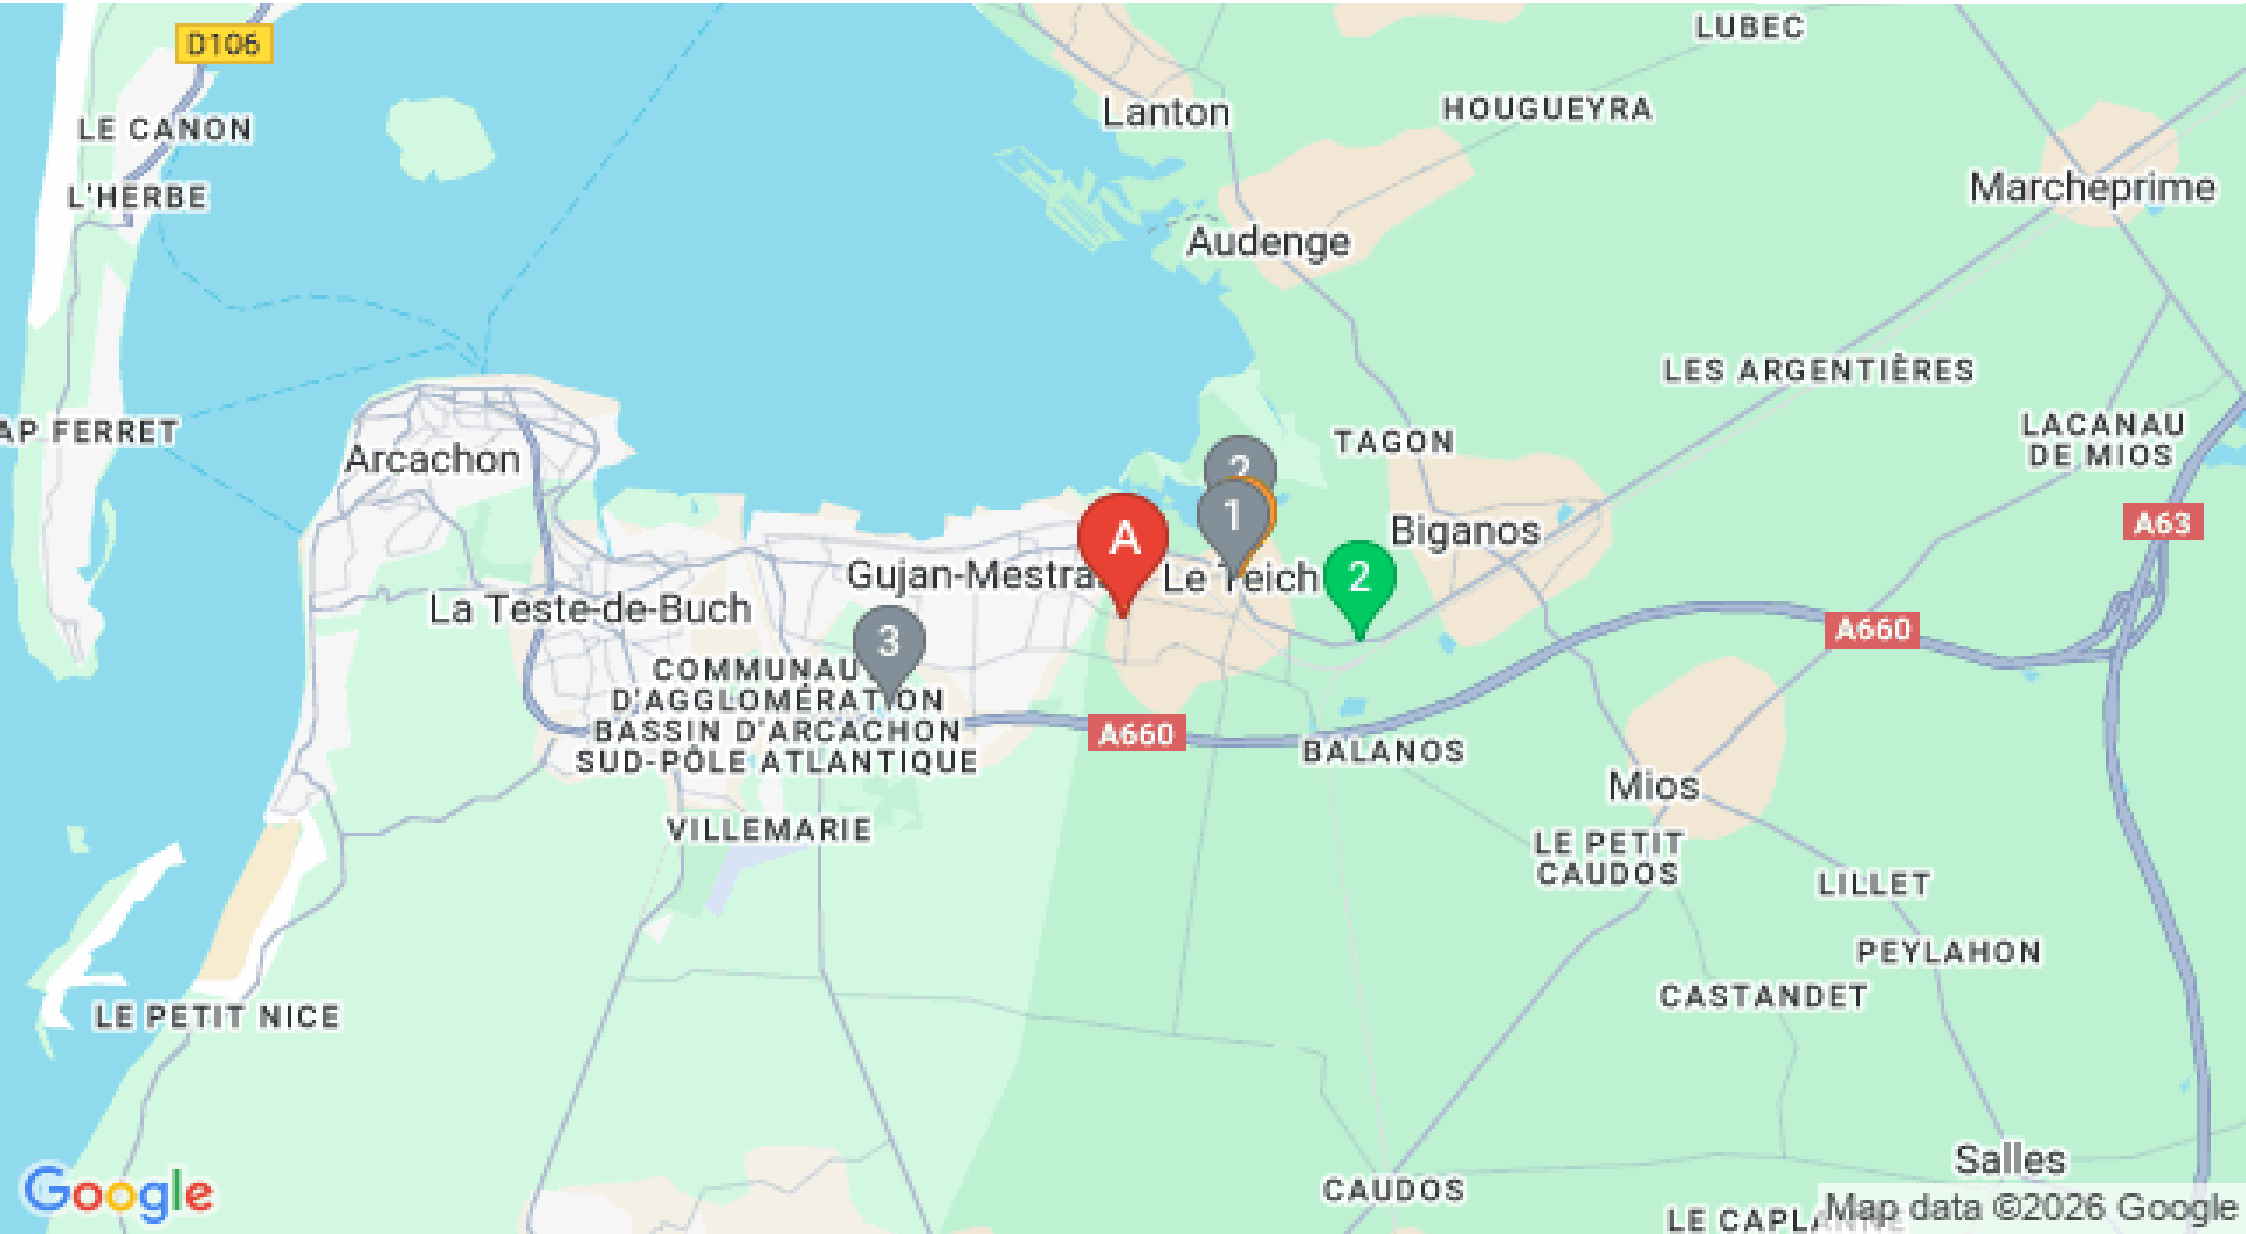 D106
LUBEC
LE CANON
Lanton
HOUGUEYRA
L'HERBE
Marcheprime
Audenge
LES ARGENTIÈRES
AP FERRET
TAGON
LACANAU
DE MIOS
Arcachon
2
1
A
Biganos
A63
Gujan-Mestra
Le Teich
2
La Teste-de-Buch
3
A660
COMMUNAU
D'AGGLOMÉRATION
BASSIN D'ARCACHON
SUD-PÔLE ATLANTIQUE
A660
BALANOS
Mios
VILLEMARIE
LE PETIT
CAUDOS
LILLET
PEYLAHON
CASTANDET
LE PETIT NICE
Salles
Google
CAUDOS
Map data ©2026 Google